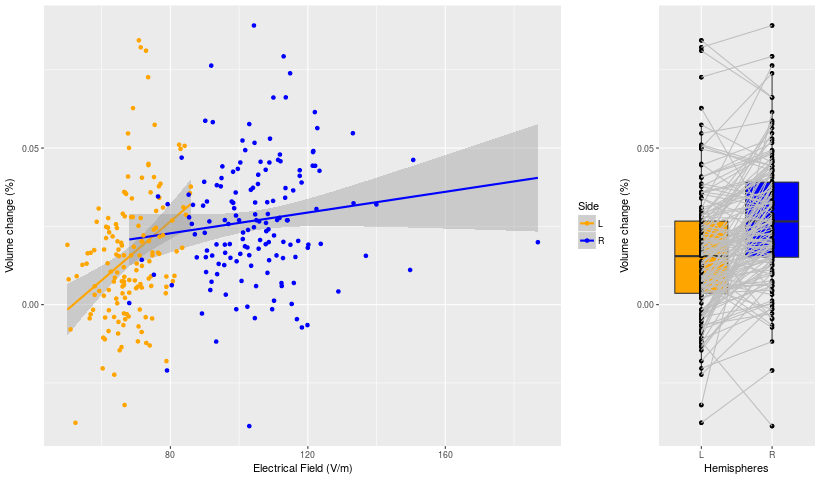 Volume change (%)
0.05
0.00
80
120
160
Electrical Field (V/m)
Side
L
R
Volume change (%)
0.05
0.00
L
R
Hemispheres